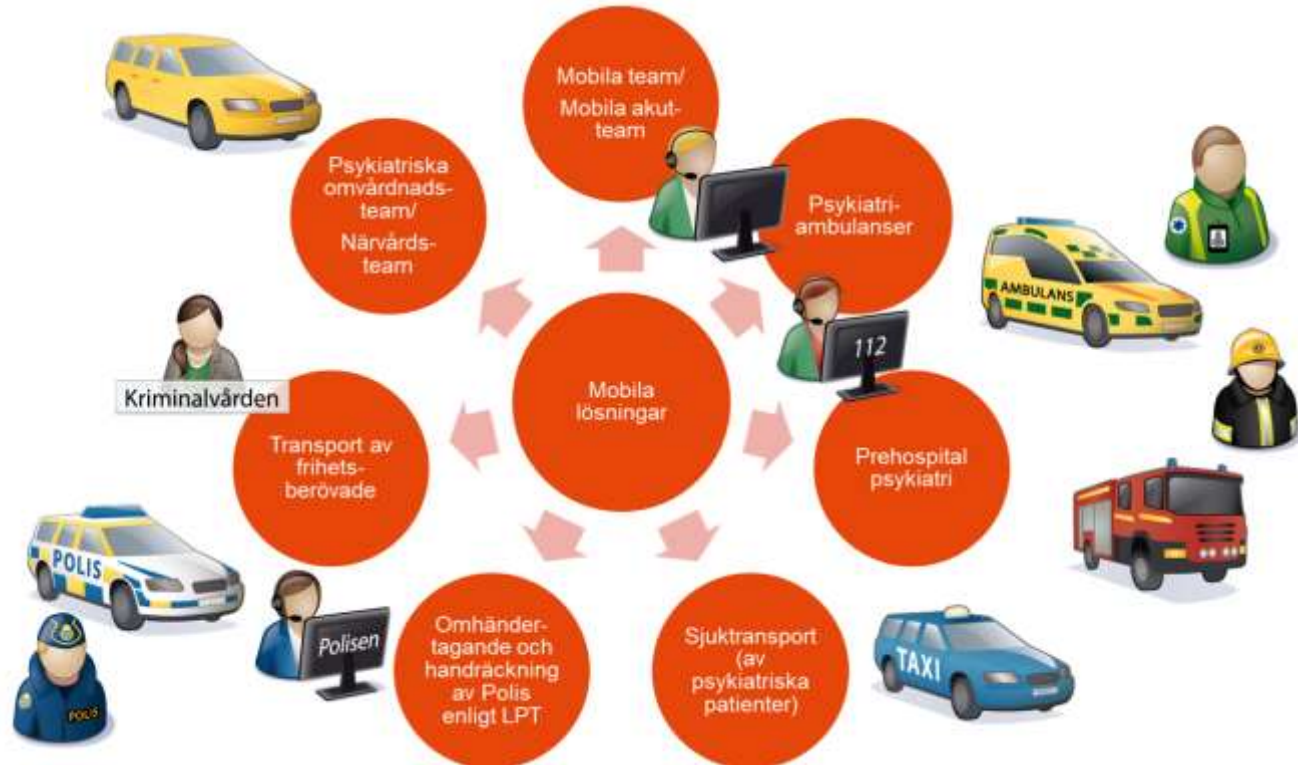 Mobila team/
Mobila akut-
team
Psykiatriska
omvårdnads-
team/
Närvårds-
team
Psykiatri-
ambulanser
AMBULANS
112
Kriminalvården
Mobila
lösningar
Transport av
frihets-
berövade
Prehospital
psykiatri
POLIS
Polisen
POLIS
Omhänder-
tagande och
handräckning
av Polis
enligt LPT
Sjuktransport
(av
psykiatriska
patienter)
TAXI